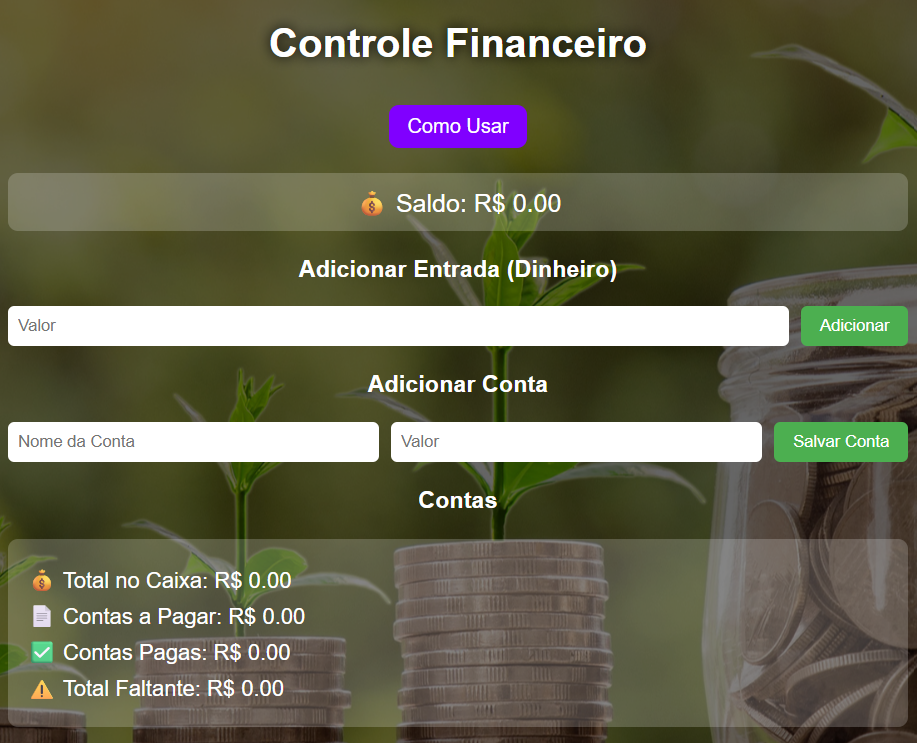 Controle Financeiro
Como Usar
💰 Saldo: R$ 0.00
Adicionar Entrada (Dinheiro)
Valor
Adicionar
Adicionar Conta
Nome da Conta
Valor
Salvar Conta
Contas
💰 Total no Caixa: R$ 0.00
📄 Contas a Pagar: R$ 0.00
✅ Contas Pagas: R$ 0.00
⚠️ Total Faltante: R$ 0.00